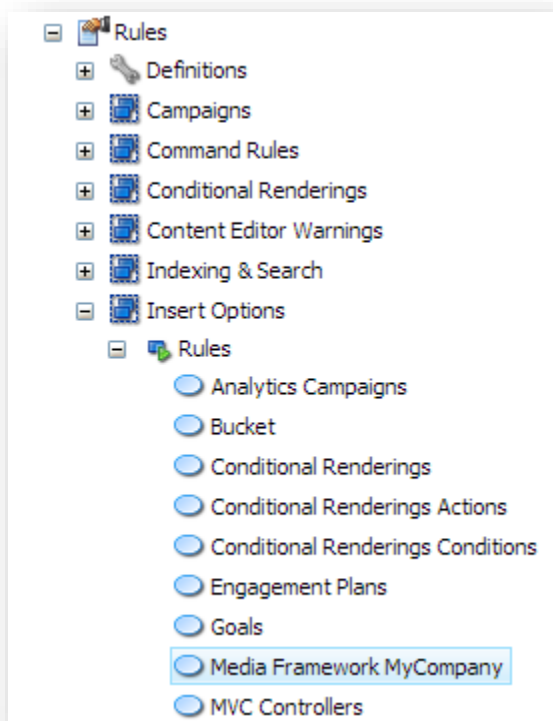 Rules
Definitions
Campaigns
Command Rules
Conditional Renderings
Content Editor Warnings
Indexing & Search
Insert Options
Rules
Analytics Campaigns
Bucket
Conditional Renderings
Conditional Renderings Actions
Conditional Renderings Conditions
Engagement Plans
Goals
Media Framework MyCompany
MVC Controllers